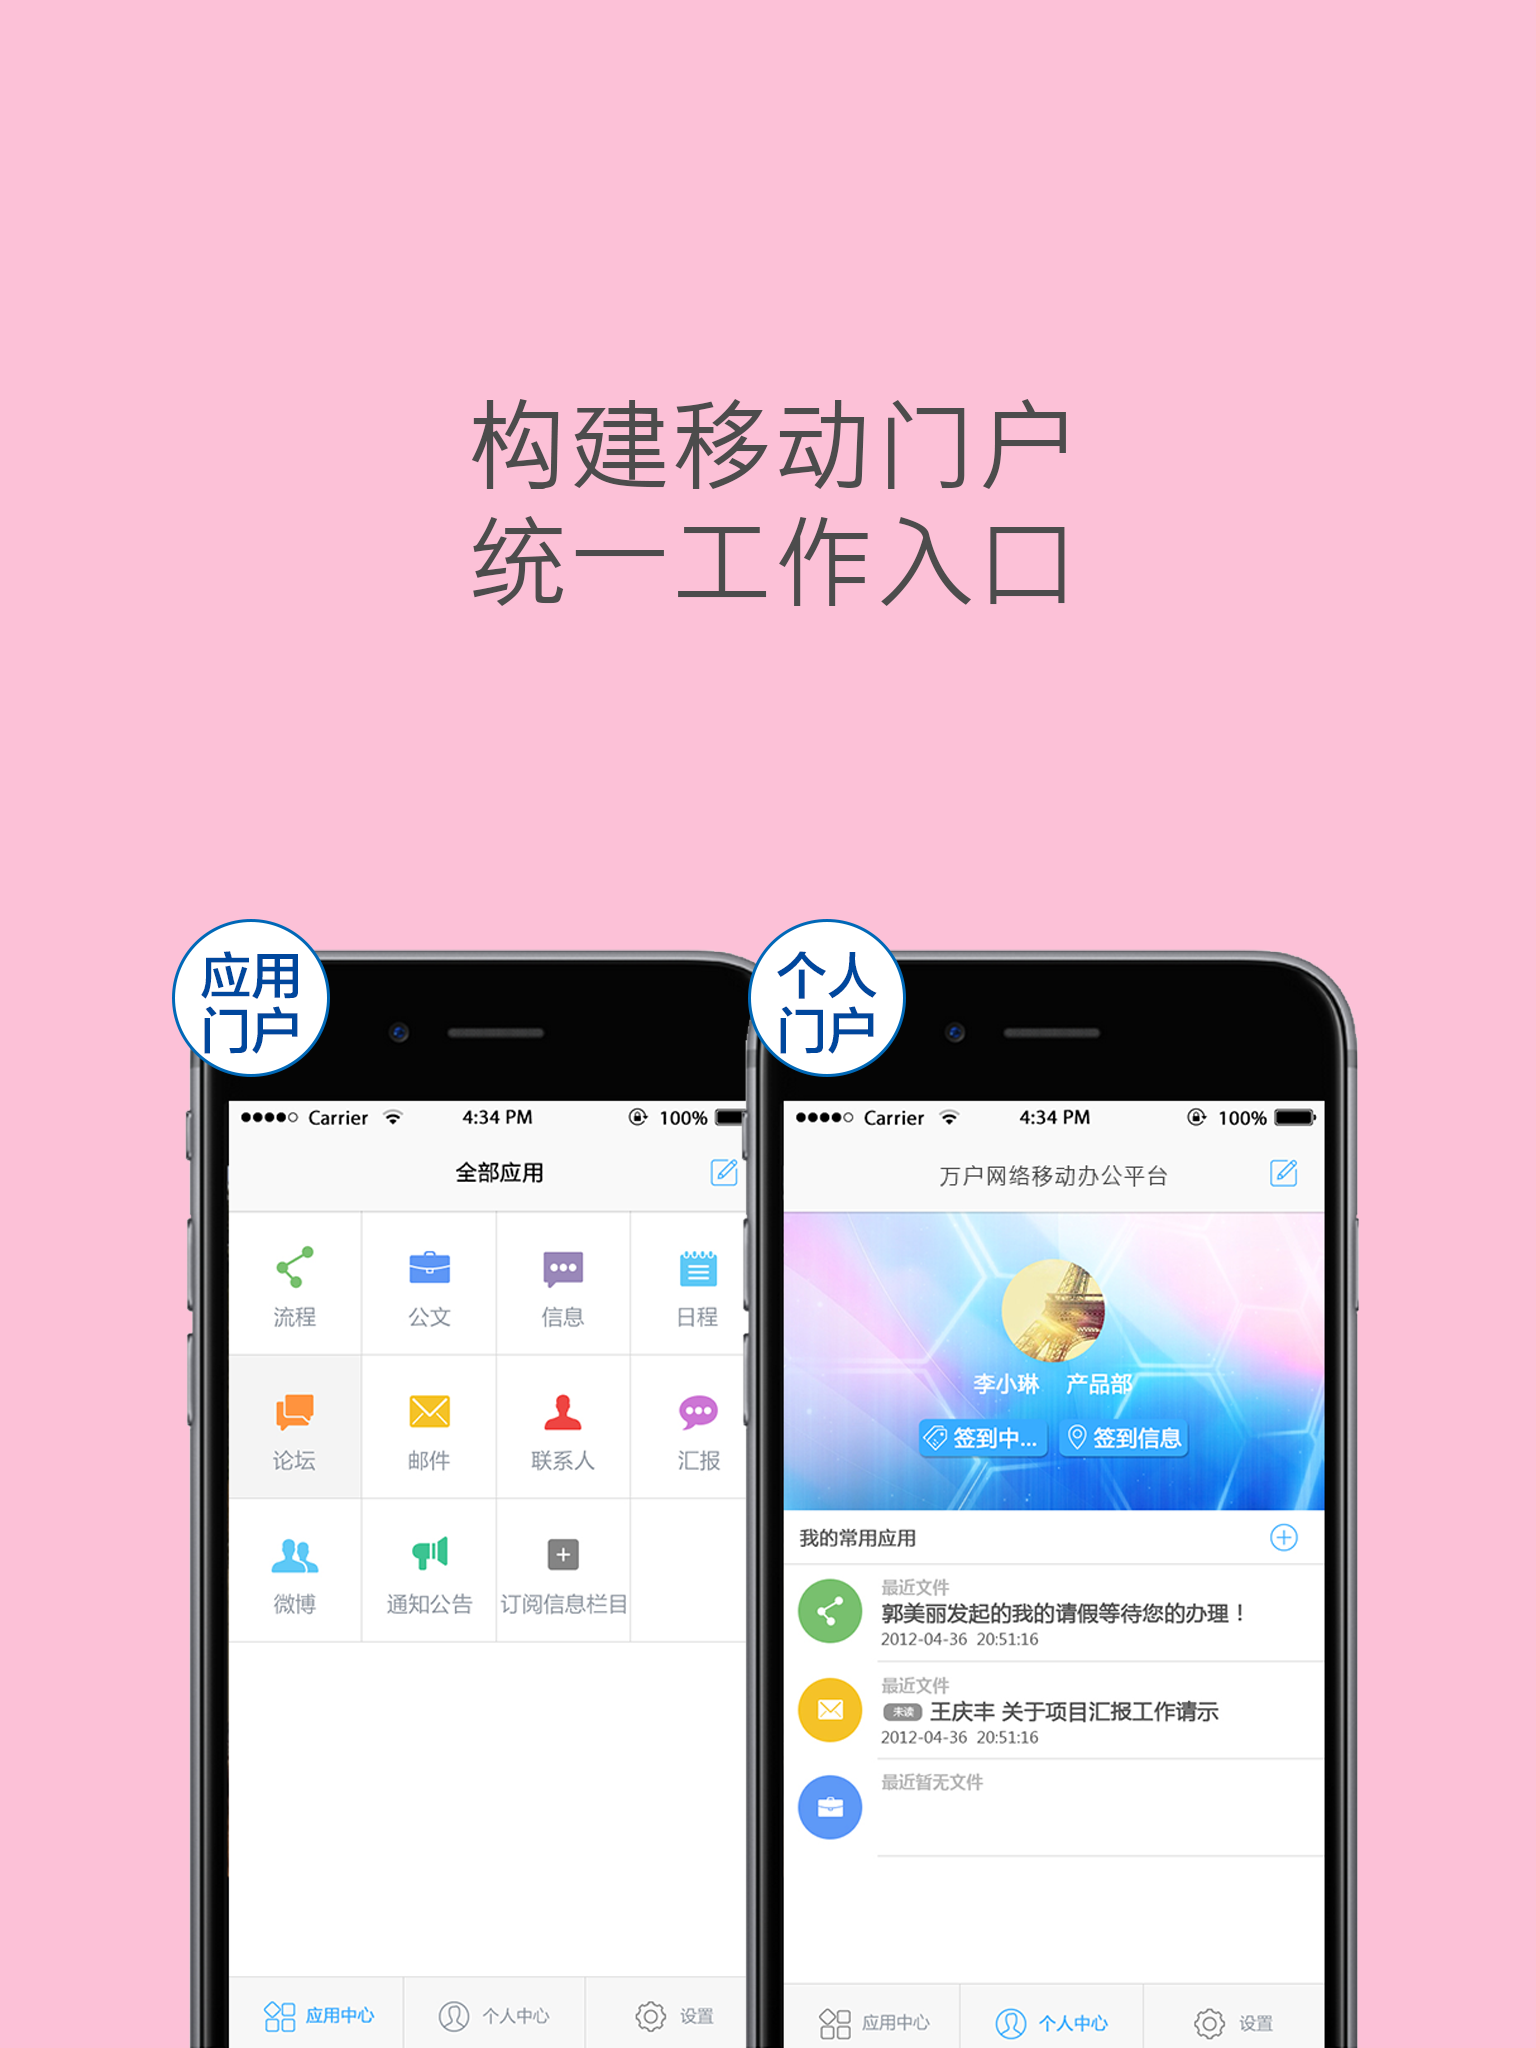 构建移动门户
统一工作入口
应用
门户
Carrier
4:34 PM
100%
全部应用
流程
公文
信息
日程
论坛
邮件
联系人
汇报
微博
通知公告
订阅信息栏目
应用中心
个人中心
设置
个人
门户
Carrier
4:34 PM
100%
万户网络移动办公平台
李小琳 产品部
签到中...
签到信息
我的常用应用
最近文件
郭美丽发起的我的请假等待您的办理！
2012-04-36 20:51:16
最近文件
未读 王庆丰 关于项目汇报工作请示
2012-04-36 20:51:16
最近暂无文件
应用中心
个人中心
设置